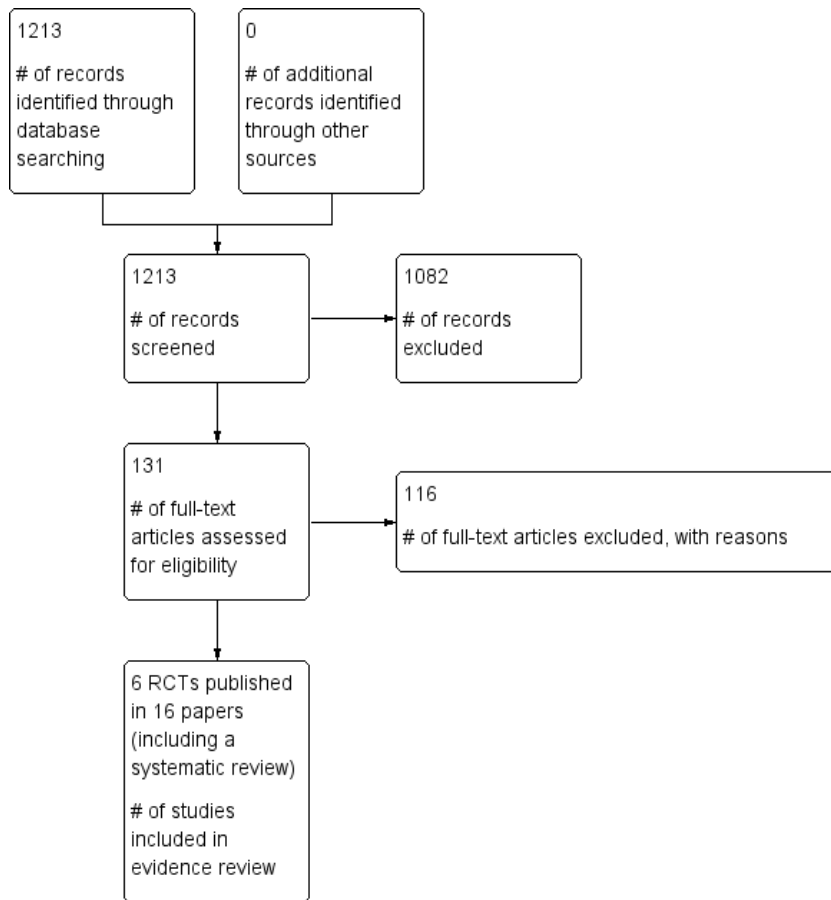 1213
# of records
identified through
database
searching
0
# of additional
records identified
through other
sources
1213
# of records
screened
1082
# of records
excluded
131
# of full-text
articles assessed
for eligibility
116
# of full-text articles excluded, with reasons
6 RCTs published
in 16 papers
(including a
systematic review)
# of studies
included in
evidence review